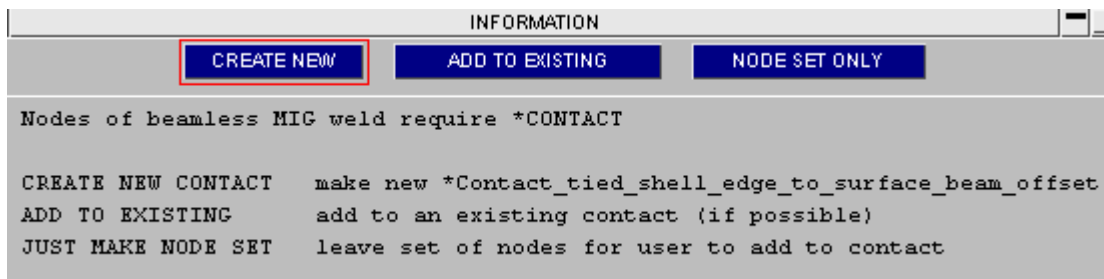 INFORMATION
CREATE NEW ADD TO EXISTING NODE SET ONLY
Nodes of beamless MIG weld require *CONTACT
CREATE NEW CONTACT make new *Contact_tied_shell_edge_to_surface_beam_offset
ADD TO EXISTING add to an existing contact (if possible)
JUST MAKE NODE SET leave set of nodes for user to add to contact